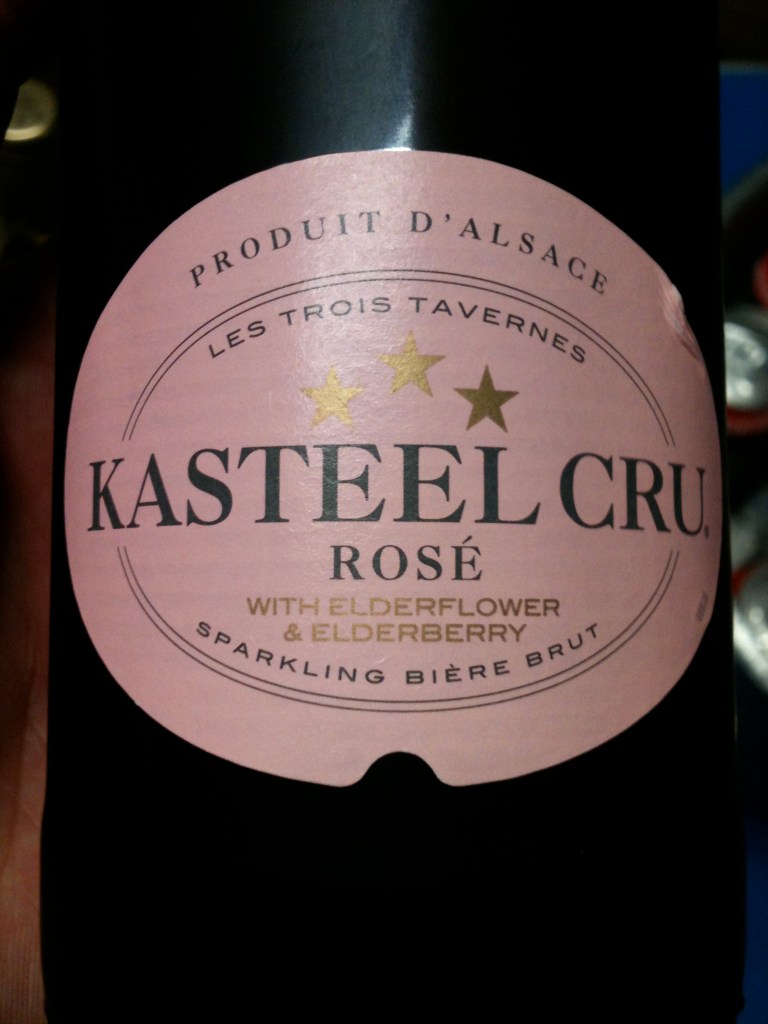 PRODUIT D'ALSACE
LES TROIS TAVERNES
KASTEEL CRU.
ROSÉ
WITH ELDERFLOWER
& ELDERBERRY
SPARKLING BIÈRE BRUT